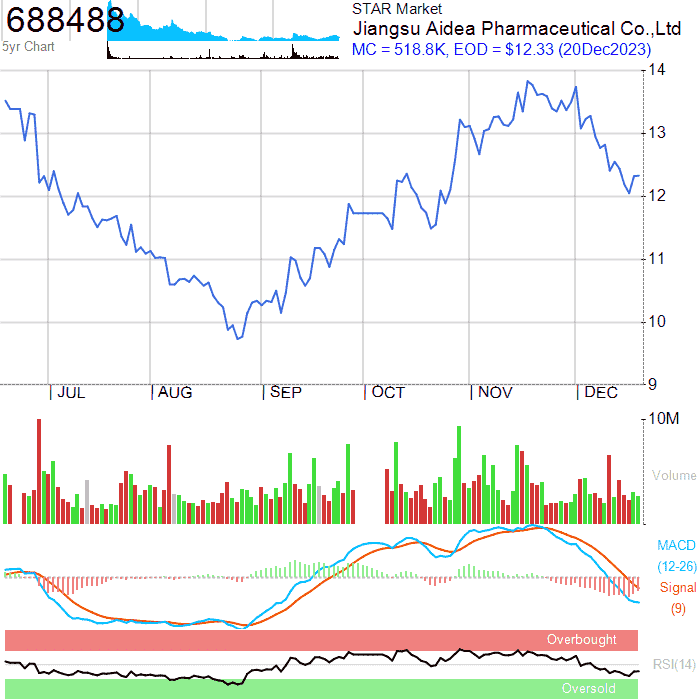 688488
5yr Chart
STAR Market
Jiangsu Aidea Pharmaceutical Co.,Ltd
MC = 518.8K, EOD = $12.33 (20Dec2023)
14
13
12
11
10
9
JUL AUG SEP OCT NOV DEC
10M
Volume
MACD
(12-26)
Signal
(9)
Overbought
RSI(14)
Oversold